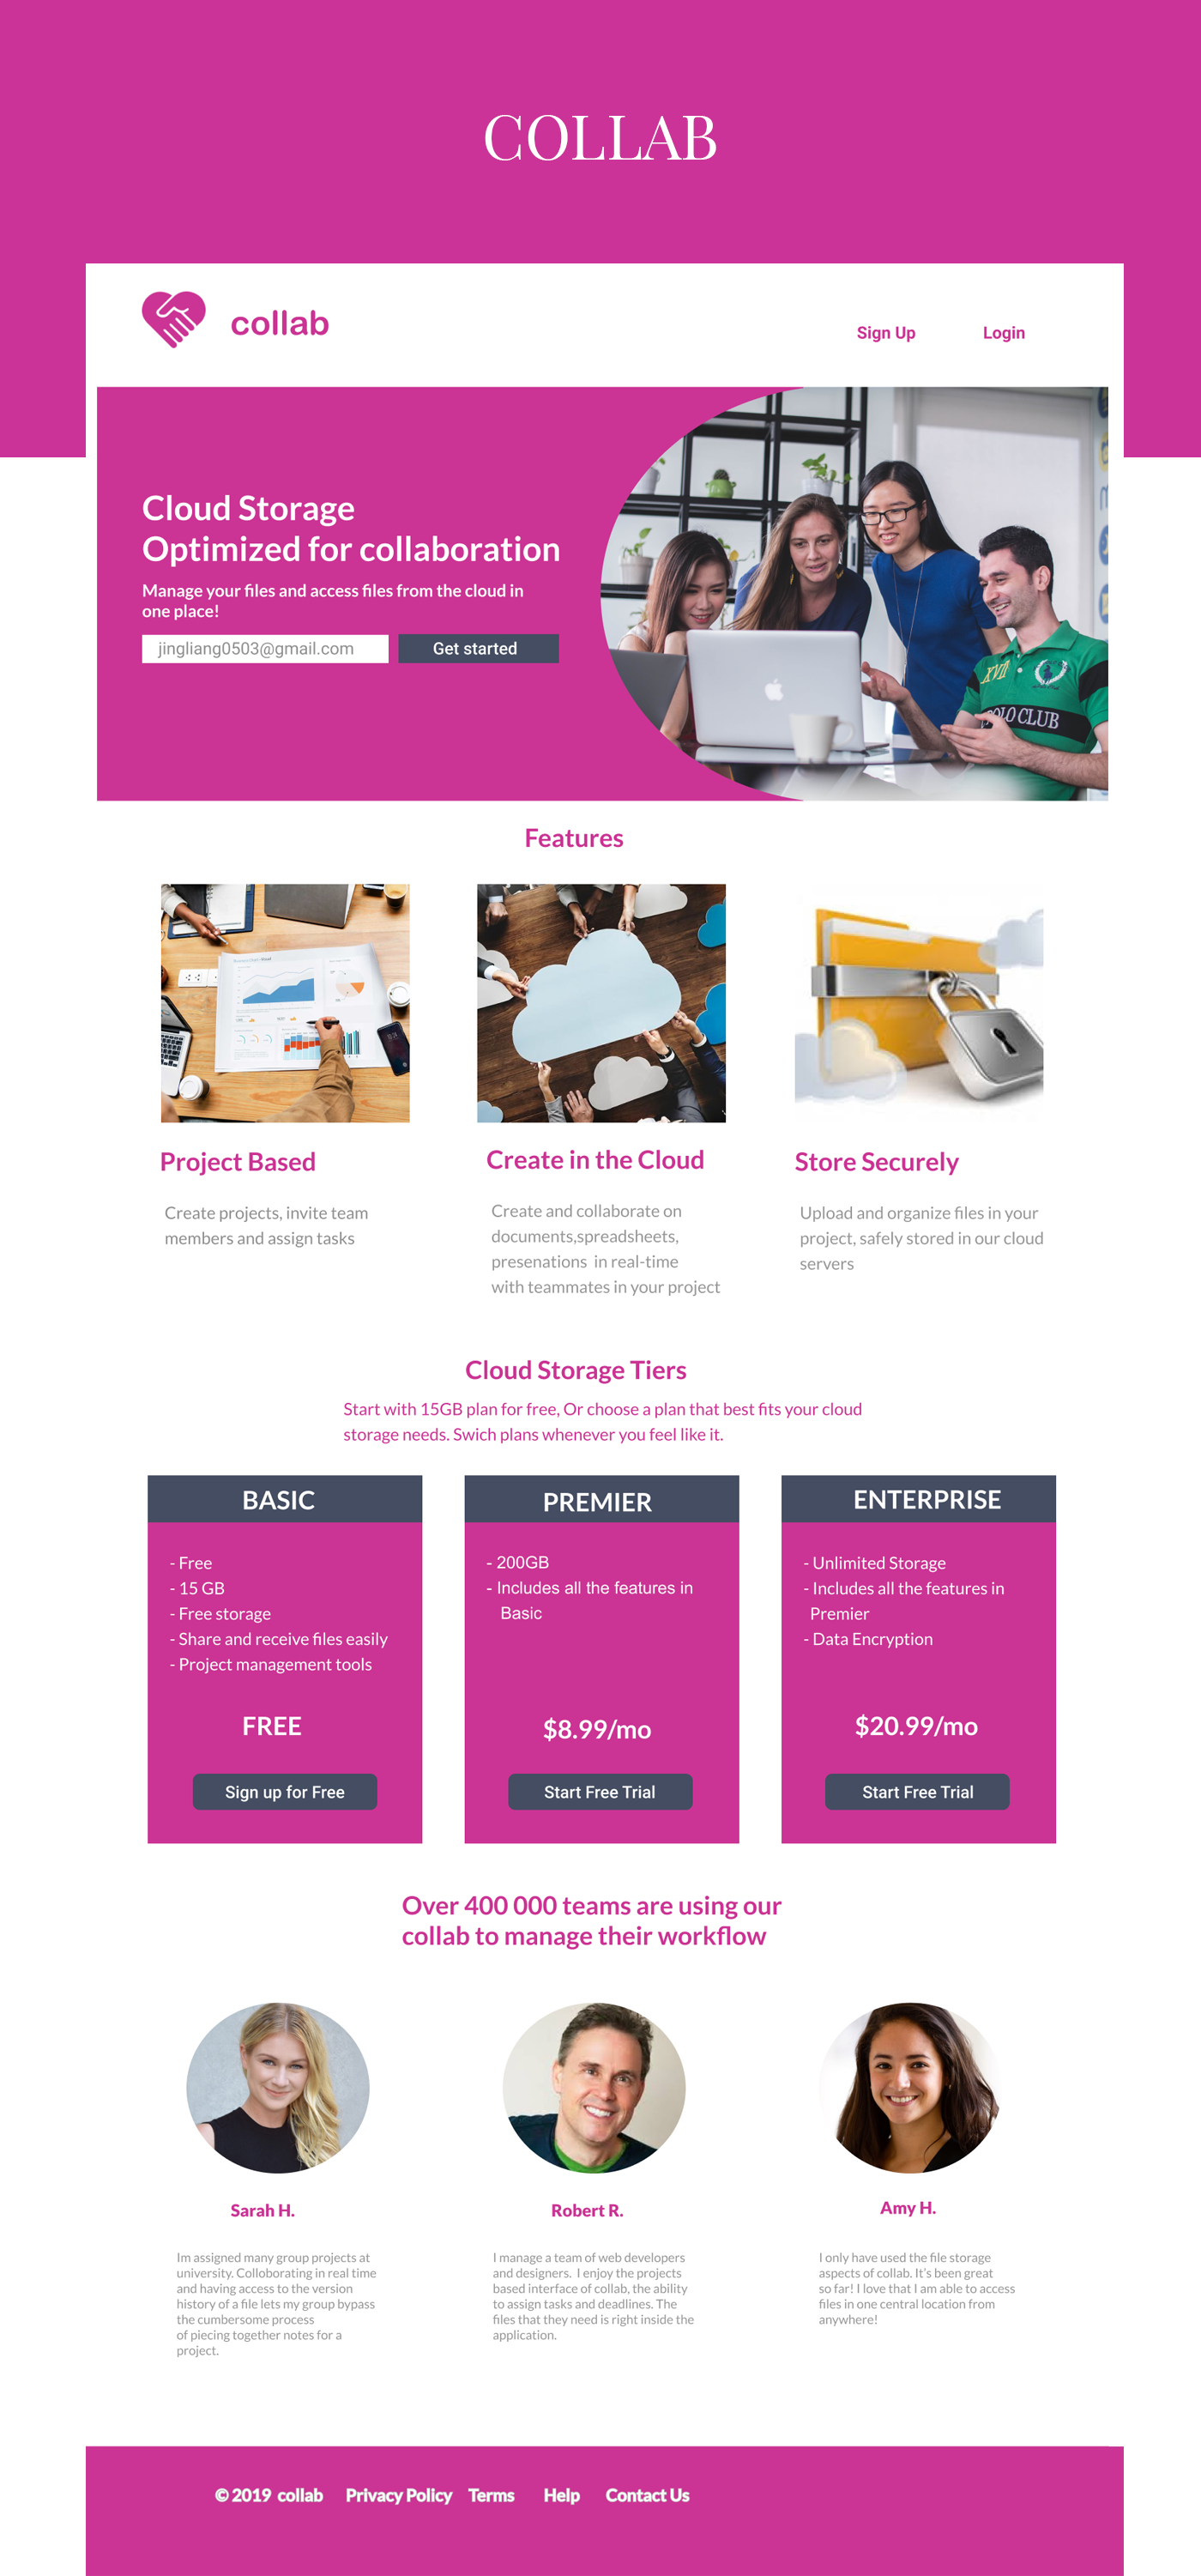 COLLAB
collab
Sign Up
Login
Cloud Storage
Optimized for collaboration
Manage your files and access files from the cloud in
one place!
jingliang0503@gmail.com
Get started
XVII
POLO CLUB
Features
Project Based
Create projects, invite team
members and assign tasks
Create in the Cloud
Create and collaborate on
documents,spreadsheets,
presenations in real-time
with teammates in your project
Store Securely
Upload and organize files in your
project, safely stored in our cloud
servers
Cloud Storage Tiers
Start with 15GB plan for free, Or choose a plan that best fits your cloud
storage needs. Swich plans whenever you feel like it.
BASIC
- Free
- 15 GB
- Free storage
- Share and receive files easily
- Project management tools
FREE
Sign up for Free
PREMIER
- 200GB
- Includes all the features in
Basic
$8.99/mo
Start Free Trial
ENTERPRISE
- Unlimited Storage
- Includes all the features in
Premier
- Data Encryption
$20.99/mo
Start Free Trial
Over 400 000 teams are using our
collab to manage their workflow
Sarah H.
Im assigned many group projects at
university. Colloborating in real time
and having access to the version
history of a file lets my group bypass
the cumbersome process
of piecing together notes for a
project.
Robert R.
I manage a team of web developers
and designers. I enjoy the projects
based interface of collab, the ability
to assign tasks and deadlines. The
files that they need is right inside the
application.
Amy H.
I only have used the file storage
aspects of collab. It's been great
so far! I love that I am able to access
files in one central location from
anywhere!
© 2019 collab Privacy Policy Terms Help Contact Us